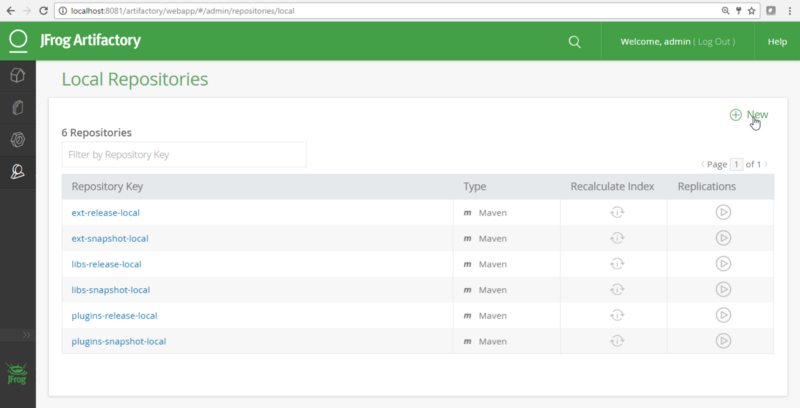 localhost:8081/artifactory/webapp/#/admin/repositories/local
JFrog Artifactory
Welcome, admin ( Log Out )
Help
Local Repositories
New
6 Repositories
Filter by Repository Key
Page 1 of 1
Repository Key Type Recalculate Index Replications
ext-release-local m Maven
ext-snapshot-local m Maven
libs-release-local m Maven
libs-snapshot-local m Maven
plugins-release-local m Maven
plugins-snapshot-local m Maven
JFrog